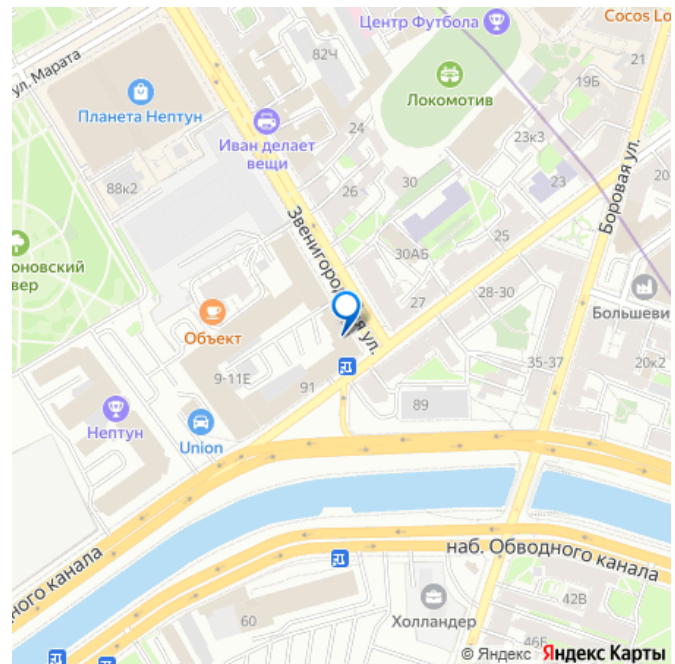 Центр Футбола
Cocos Lo
ул. Марата
82Ч
21
19Б
Планета Нептун
Локомотив
Иван делает
вещи
24
23к3
88к2
26
30
23
20
Боровая ул.
Звенигородская ул.
30АБ
25
оновский
вер
27
28-30
Большеви
Объект
35-37
20к2
9-11Е
91
89
Нептун
Union
наб. Обводного канала
дного канала
60
42В
Холландер
46Б
© Яндекс Яндекс Карты